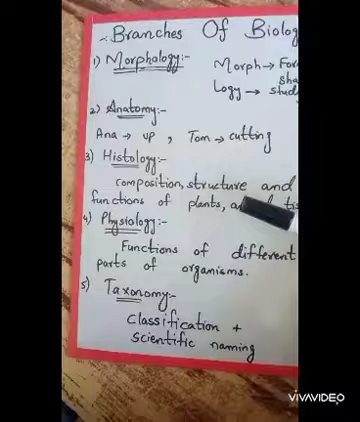 Branches Of Biolog
1) Morphology:- Morph → For
sha
Logy → stud
2) Anatomy:-
Ana → up, Tom → cutting
3) Histology:-
composition, structure and
functions of plants, tis
4) Physiology:-
Functions of different
parts of organisms.
5) Taxonomy:-
classification +
scientific naming
VIVAVIDEO